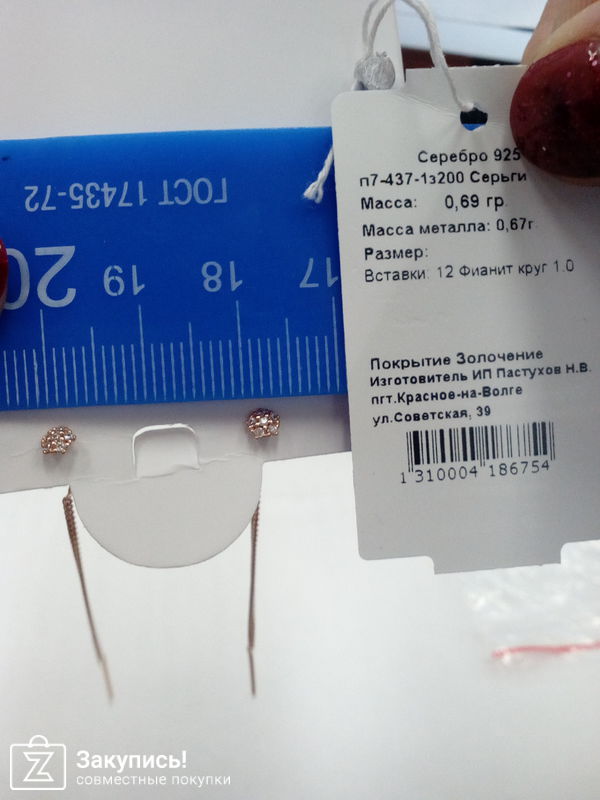 ГОСТ 17435-72
20 19 18 17
Серебро 925
п7-437-1з200 Серьги
Масса: 0,69 гр.
Масса металла: 0,67г.
Размер:
Вставки: 12 Фианит круг 1.0
Покрытие Золочение
Изготовитель ИП Пастухов Н.В.
пгт.Красное-на-Волге
ул.Советская, 39
1 310004 186754
Закупись!
совместные покупки